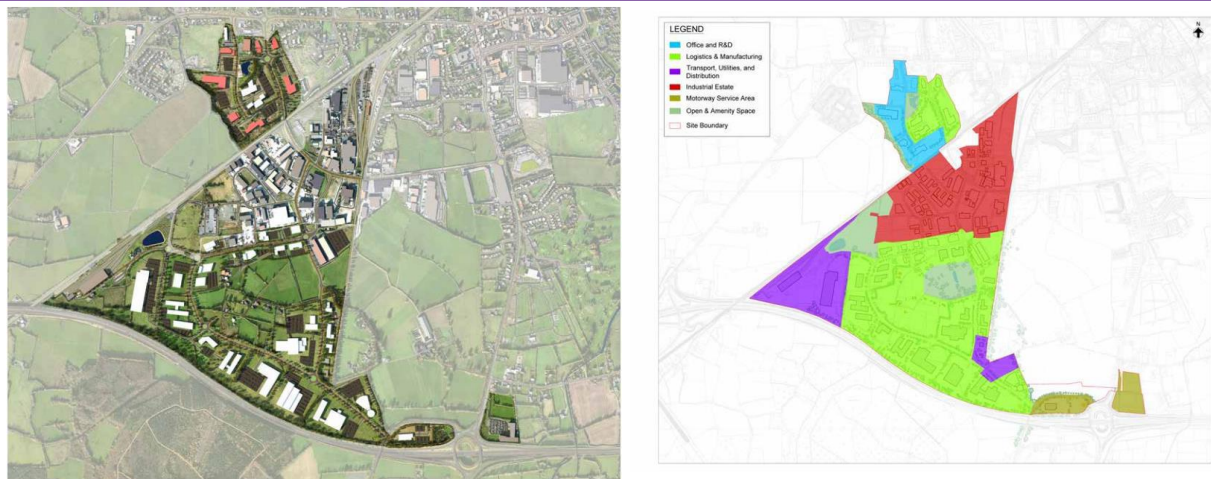 LEGEND
Office and R&D
Logistics & Manufacturing
Transport, Utilities, and
Distribution
Industrial Estate
Motorway Service Area
Open & Amenity Space
Site Boundary
N